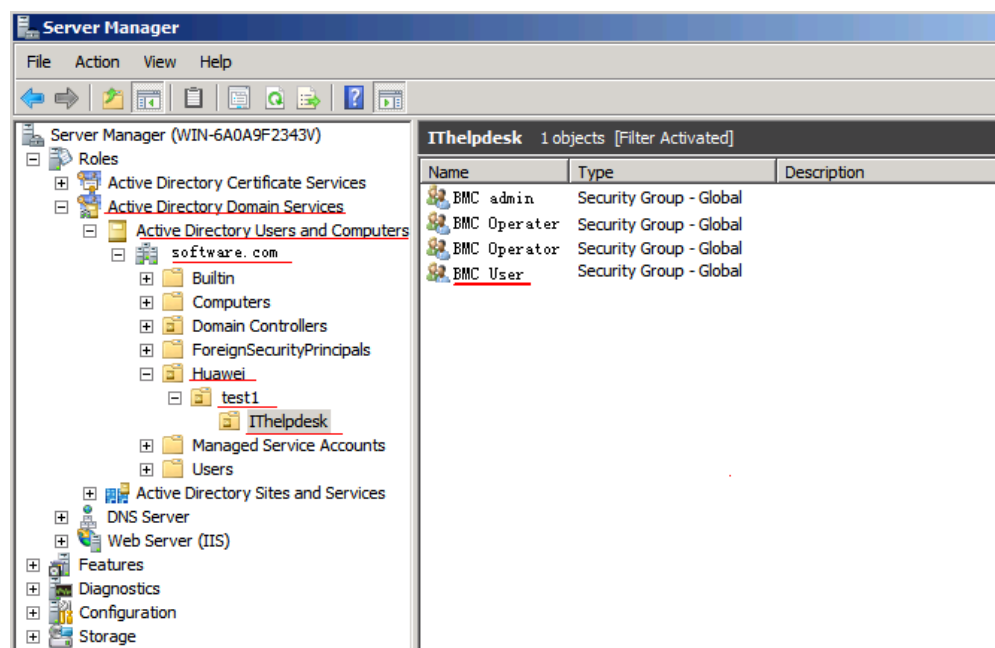 Server Manager
File Action View Help
Server Manager (WIN-6A0A9F2343V)
Roles
Active Directory Certificate Services
Active Directory Domain Services
Active Directory Users and Computers
software.com
Builtin
Computers
Domain Controllers
ForeignSecurityPrincipals
Huawei
test1
IThelpdesk
Managed Service Accounts
Users
Active Directory Sites and Services
DNS Server
Web Server (IIS)
Features
Diagnostics
Configuration
Storage
IThelpdesk 1 objects [Filter Activated]
Name Type Description
BMC admin Security Group - Global
BMC Operater Security Group - Global
BMC Operator Security Group - Global
BMC User Security Group - Global